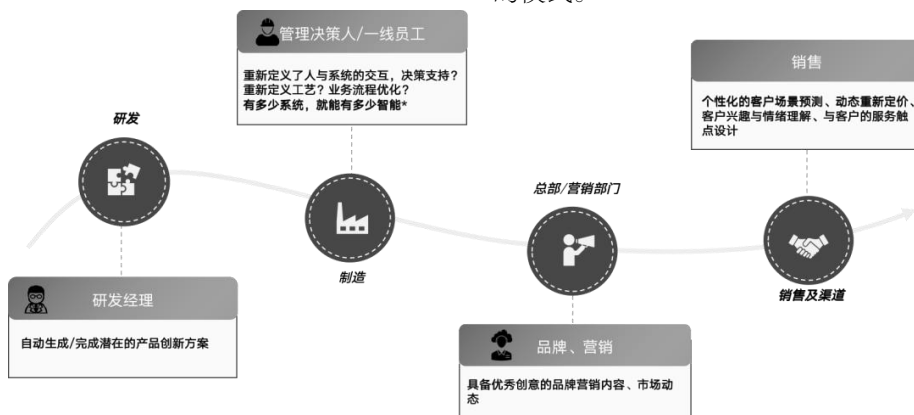 管理决策人/一线员工
重新定义了人与系统的交互，决策支持？
重新定义工艺？业务流程优化？
有多少系统，就能有多少智能*
销售
个性化的客户场景预测、动态重新定价、
客户兴趣与情绪理解、与客户的服务触
点设计
研发
总部/营销部门
制造
销售及渠道
研发经理
自动生成/完成潜在的产品创新方案
品牌、营销
具备优秀创意的品牌营销内容、市场动
态